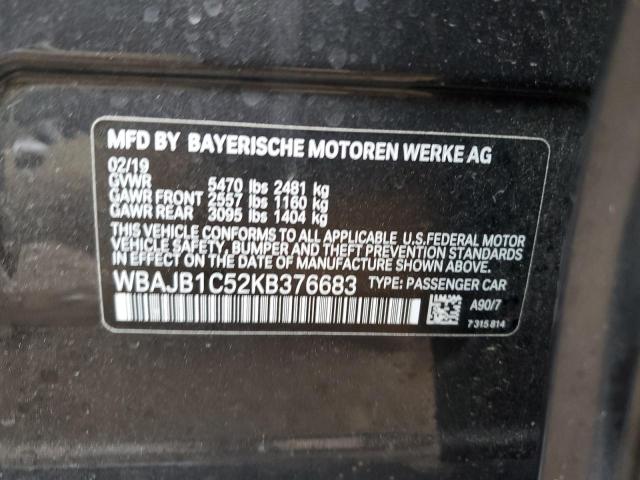 MFD BY BAYERISCHE MOTOREN WERKE AG
02/19
GVWR 5470 lbs 2481 kg
GAWR FRONT 2557 lbs 1160 kg
GAWR REAR 3095 lbs 1404 kg
THIS VEHICLE CONFORMS TO ALL APPLICABLE U.S.FEDERAL MOTOR
VEHICLE SAFETY, BUMPER AND THEFT PREVENTION STANDARDS
IN EFFECT ON THE DATE OF MANUFACTURE SHOWN ABOVE.
WBAJB1C52KB376683 TYPE: PASSENGER CAR
A90/7
7 315 814